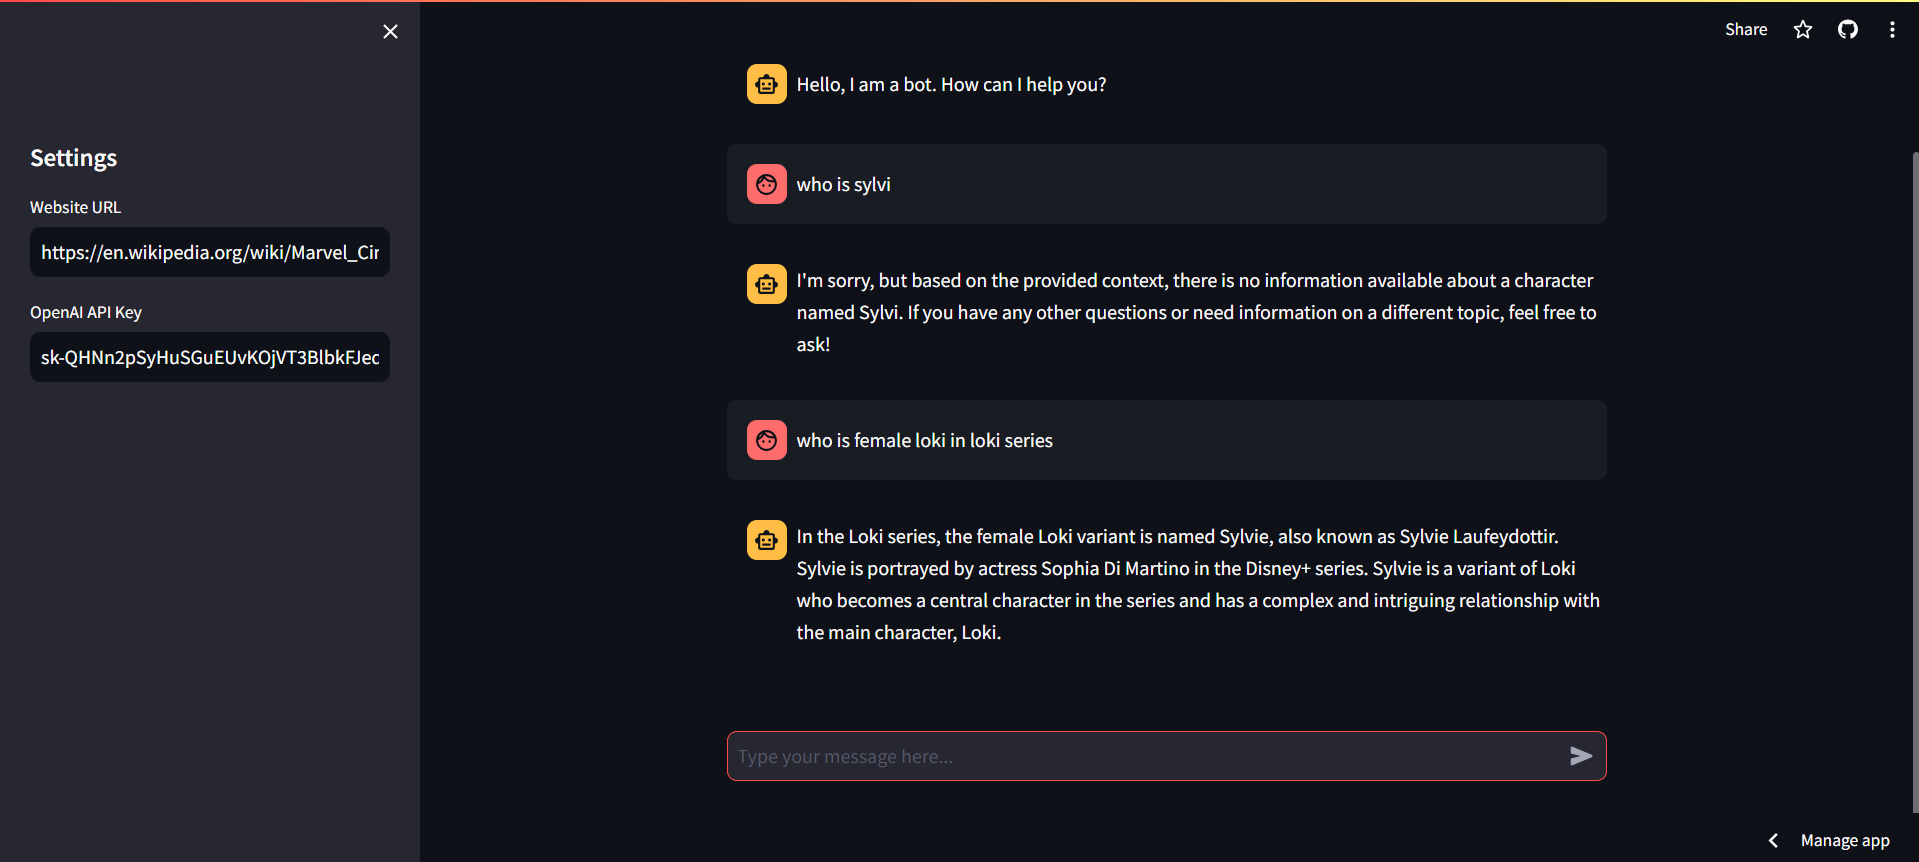 Share
Hello, I am a bot. How can I help you?
Settings
who is sylvi
Website URL
https://en.wikipedia.org/wiki/Marvel_Cin
I'm sorry, but based on the provided context, there is no information available about a character
named Sylvi. If you have any other questions or need information on a different topic, feel free to
ask!
OpenAI API Key
sk-QHNn2pSyHuSGuEUvKOjVT3BlbkFJec
who is female loki in loki series
In the Loki series, the female Loki variant is named Sylvie, also known as Sylvie Laufeydottir.
Sylvie is portrayed by actress Sophia Di Martino in the Disney+ series. Sylvie is a variant of Loki
who becomes a central character in the series and has a complex and intriguing relationship with
the main character, Loki.
Type your message here...
Manage app